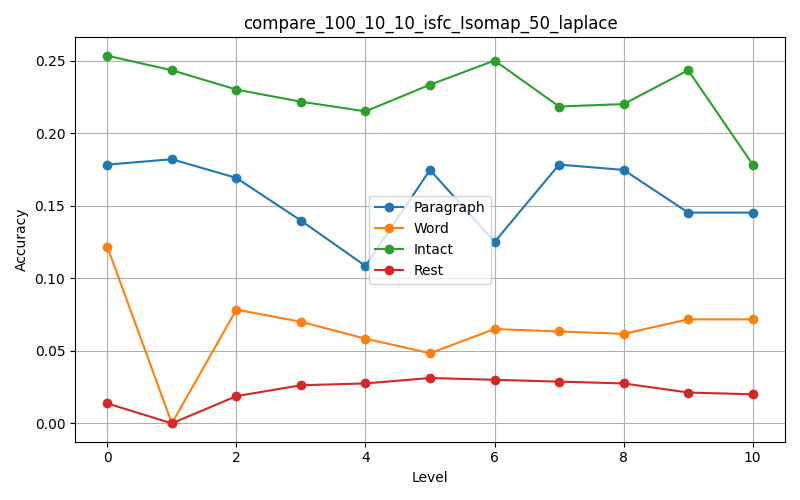 compare_100_10_10_isfc_Isomap_50_laplace
Accuracy
0.25
0.20
0.15
0.10
0.05
0.00
Paragraph
Word
Intact
Rest
0 2 4 6 8 10
Level